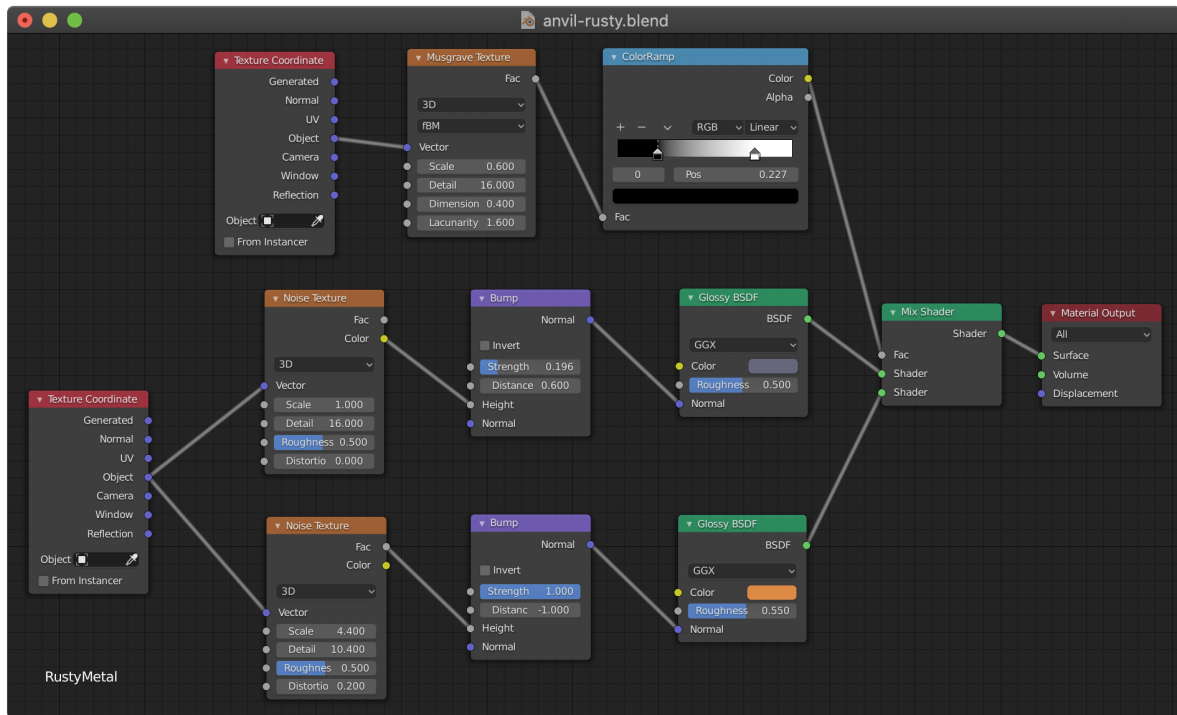 anvil-rusty.blend
Texture Coordinate
Generated
Normal
UV
Object
Camera
Window
Reflection
Object
From Instancer
Musgrave Texture
Fac
3D
fBM
Vector
Scale 0.600
Detail 16.000
Dimension 0.400
Lacunarity 1.600
ColorRamp
Color
Alpha
+ − RGB Linear
0 Pos 0.227
Fac
Noise Texture
Fac
Color
3D
Vector
Scale 1.000
Detail 16.000
Roughness 0.500
Distortio 0.000
Bump
Normal
Invert
Strength 0.196
Distance 0.600
Height
Normal
Glossy BSDF
BSDF
GGX
Color
Roughness 0.500
Normal
Mix Shader
Shader
Fac
Shader
Shader
Material Output
All
Surface
Volume
Displacement
Texture Coordinate
Generated
Normal
UV
Object
Camera
Window
Reflection
Object
From Instancer
Noise Texture
Fac
Color
3D
Vector
Scale 4.400
Detail 10.400
Roughnes 0.500
Distortio 0.200
Bump
Normal
Invert
Strength 1.000
Distanc -1.000
Height
Normal
Glossy BSDF
BSDF
GGX
Color
Roughness 0.550
Normal
RustyMetal